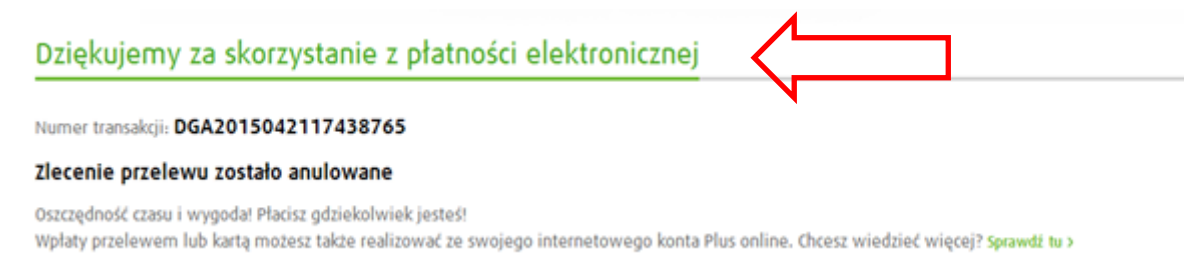 Dziękujemy za skorzystanie z płatności elektronicznej
Numer transakcji: DGA2015042117438765
Zlecenie przelewu zostało anulowane
Oszczędność czasu i wygoda! Płacisz gdziekolwiek jesteś!
Wpłaty przelewem lub kartą możesz także realizować ze swojego internetowego konta Plus online. Chcesz wiedzieć więcej? Sprawdź tu >